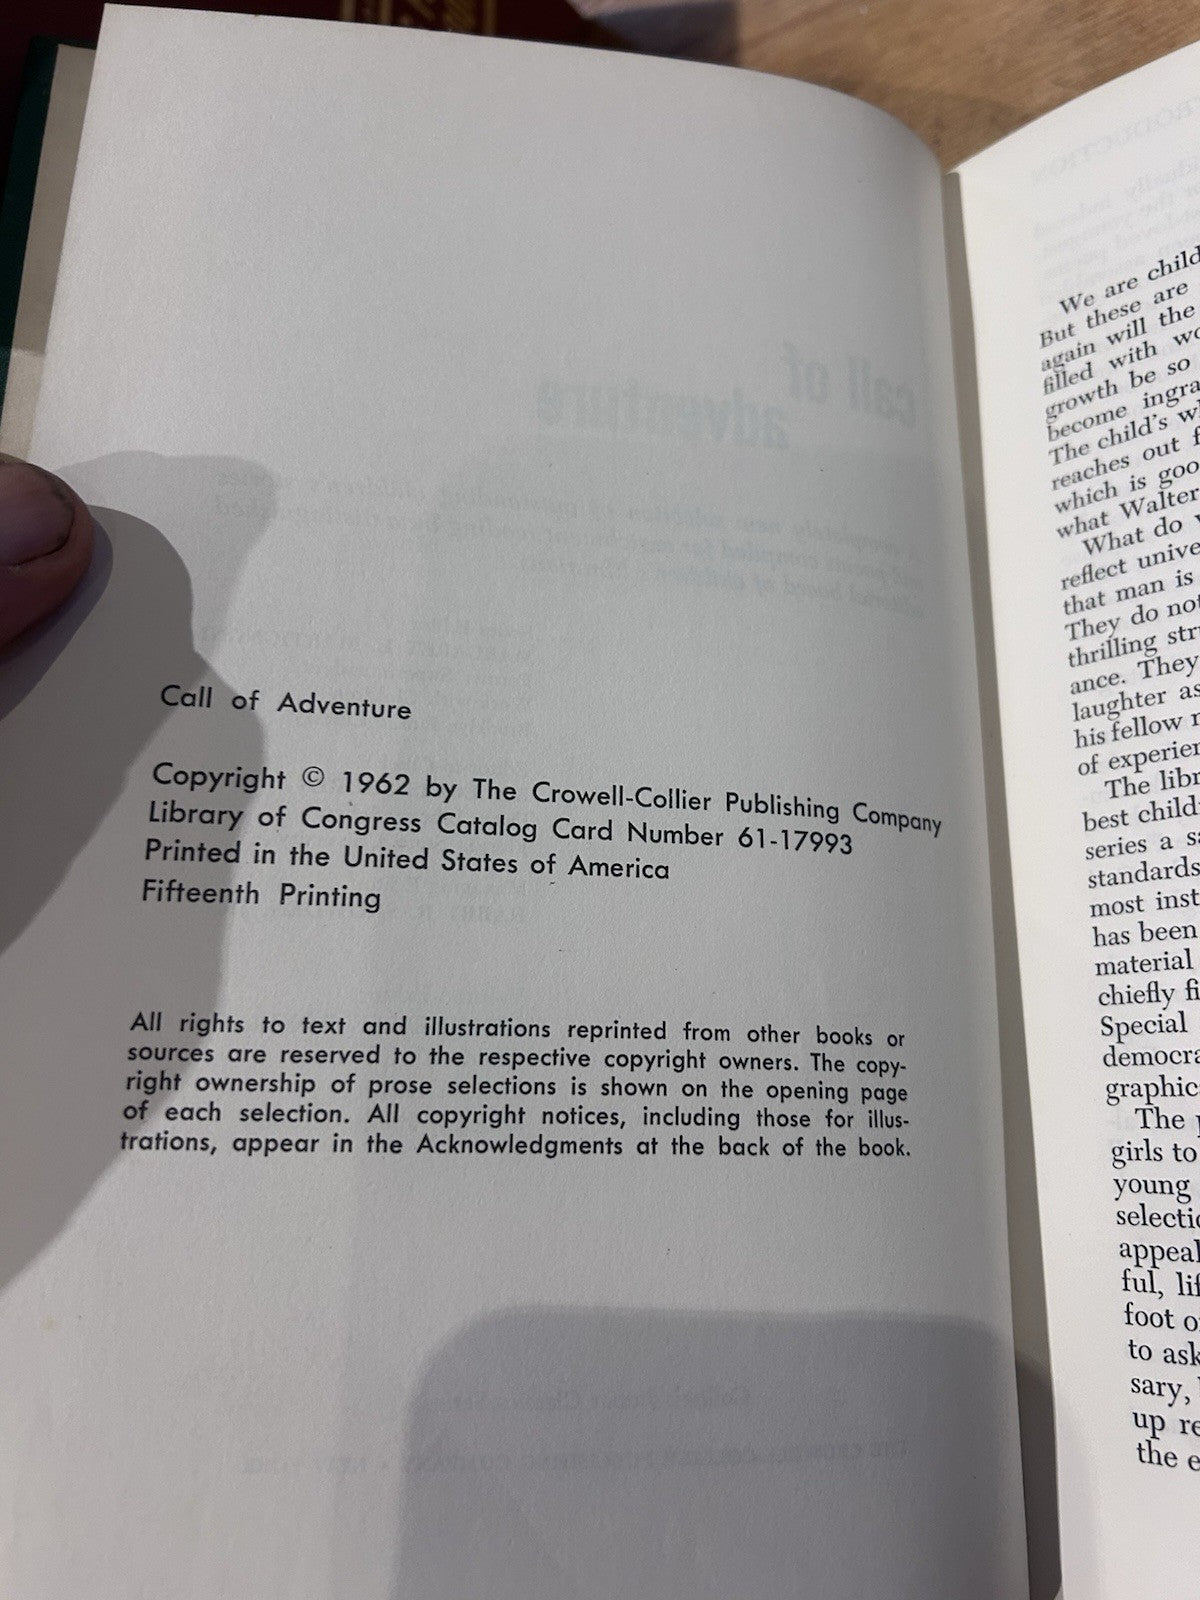 Call of Adventure
Copyright © 1962 by The Crowell-Collier Publishing Company
Library of Congress Catalog Card Number 61-17993
Printed in the United States of America
Fifteenth Printing
All rights to text and illustrations reprinted from other books or
sources are reserved to the respective copyright owners. The copy-
right ownership of prose selections is shown on the opening page
of each selection. All copyright notices, including those for illus-
trations, appear in the Acknowledgments at the back of the book.
We are child
But these are
again will the
filled with wo
growth be so
become ingra
The child's wh
reaches out f
which is goo
what Walter
What do
reflect unive
that man is
They do not
thrilling str
ance. They
laughter as
his fellow
of experien
The libr
best child
series a sa
standards
most inst
has been
material
chiefly fi
Special
democra
graphic
The
girls to
young
selectio
appeal
ful, lif
foot o
to ask
sary,
up re
the e